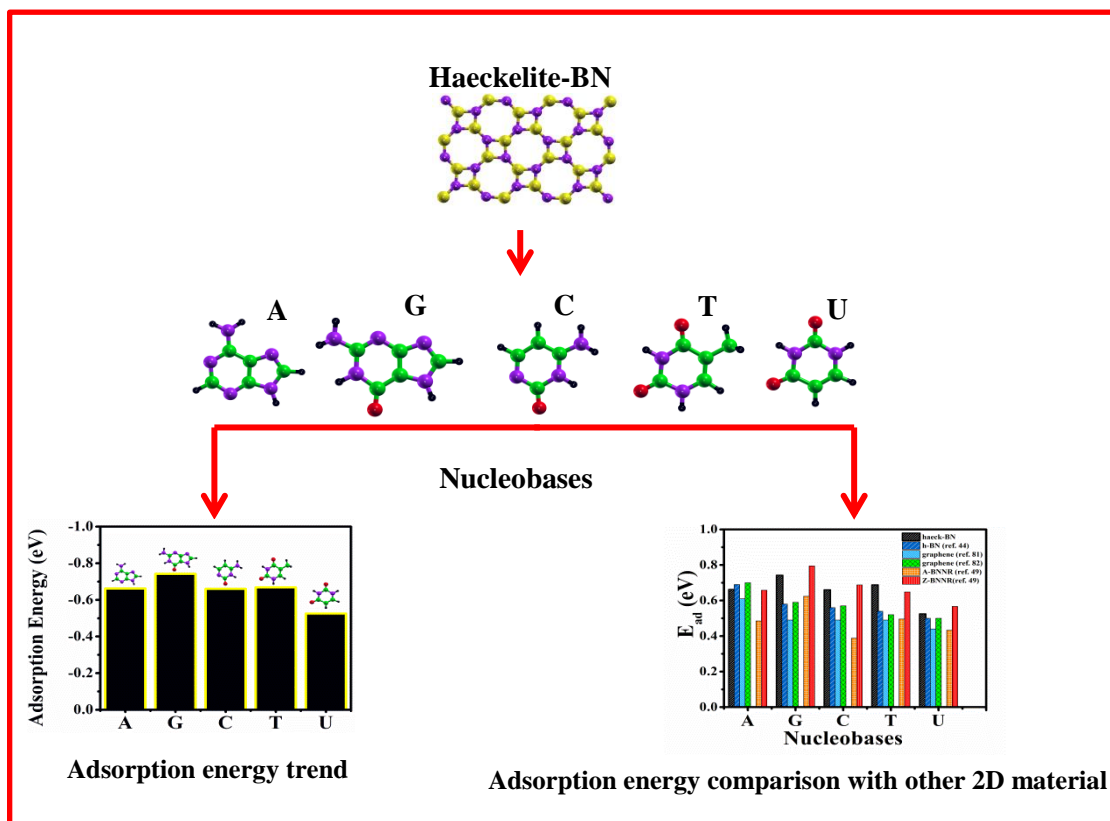 Haeckelite-BN
A G C T U
Nucleobases
Adsorption Energy (eV)
-1.0
-0.8
-0.6
-0.4
-0.2
0.0
A G C T U
Adsorption energy trend
E_ad (eV)
1.0
0.8
0.6
0.4
0.2
0.0
haeck-BN
h-BN (ref. 44)
graphene (ref. 81)
graphene (ref. 82)
A-BNNR (ref. 49)
Z-BNNR(ref. 49)
A G C T U
Nucleobases
Adsorption energy comparison with other 2D material